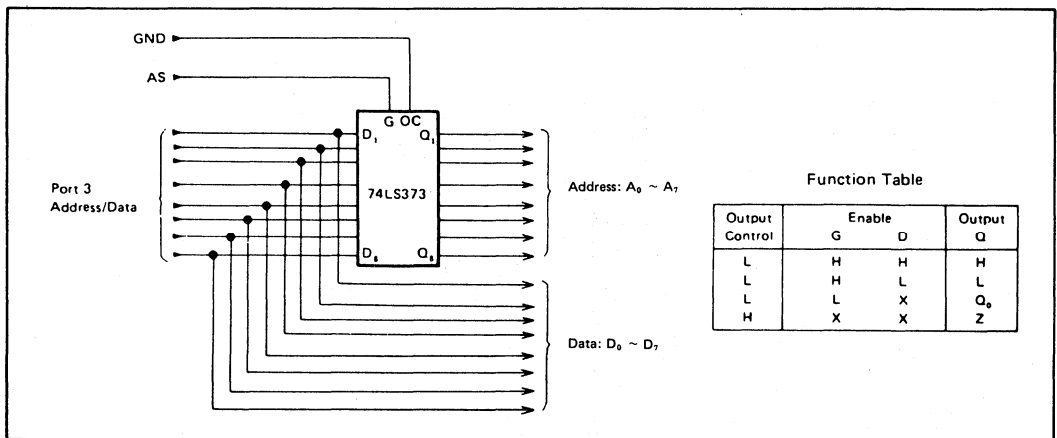 GND
AS
G OC
D₁ Q₁
Port 3
Address/Data
74LS373
Address: A₀ ~ A₇
D₈ Q₈
Data: D₀ ~ D₇
Function Table
Output Control Enable Output
G D Q
L H H H
L H L L
L L X Q₀
H X X Z